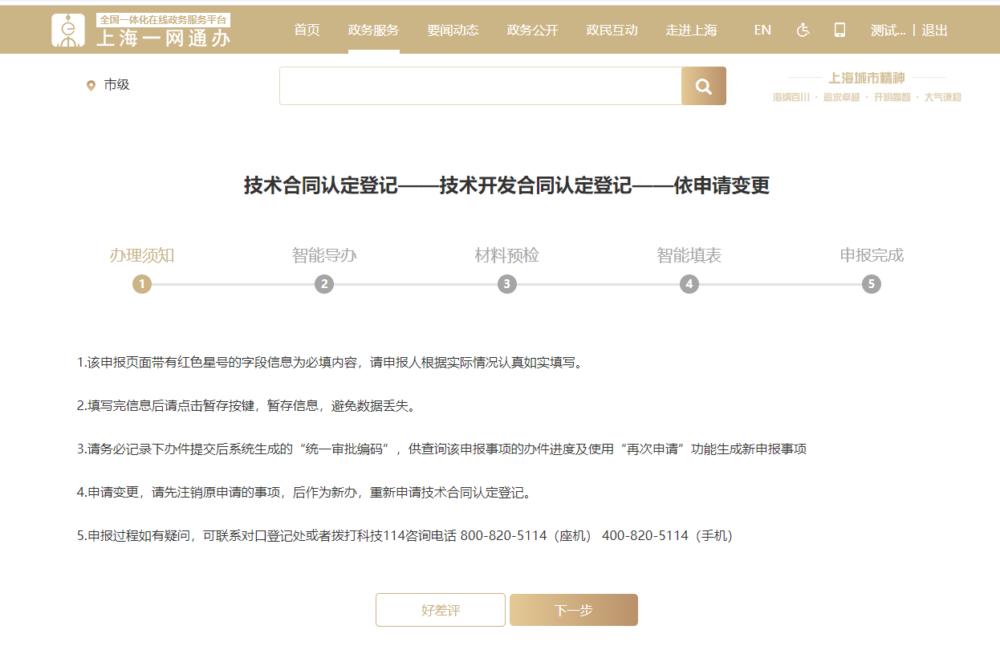 全国一体化在线政务服务平台
上海一网通办
首页 政务服务 要闻动态 政务公开 政民互动 走进上海 EN 测试... | 退出
市级
上海城市精神
海纳百川 · 追求卓越 · 开明睿智 · 大气谦和
技术合同认定登记——技术开发合同认定登记——依申请变更
办理须知 智能导办 材料预检 智能填表 申报完成
1 2 3 4 5
1.该申报页面带有红色星号的字段信息为必填内容，请申报人根据实际情况认真如实填写。
2.填写完信息后请点击暂存按键，暂存信息，避免数据丢失。
3.请务必记录下办件提交后系统生成的“统一审批编码”，供查询该申报事项的办件进度及使用“再次申请”功能生成新申报事项
4.申请变更，请先注销原申请的事项，后作为新办，重新申请技术合同认定登记。
5.申报过程如有疑问，可联系对口登记处或者拨打科技114咨询电话 800-820-5114（座机） 400-820-5114（手机）
好差评 下一步